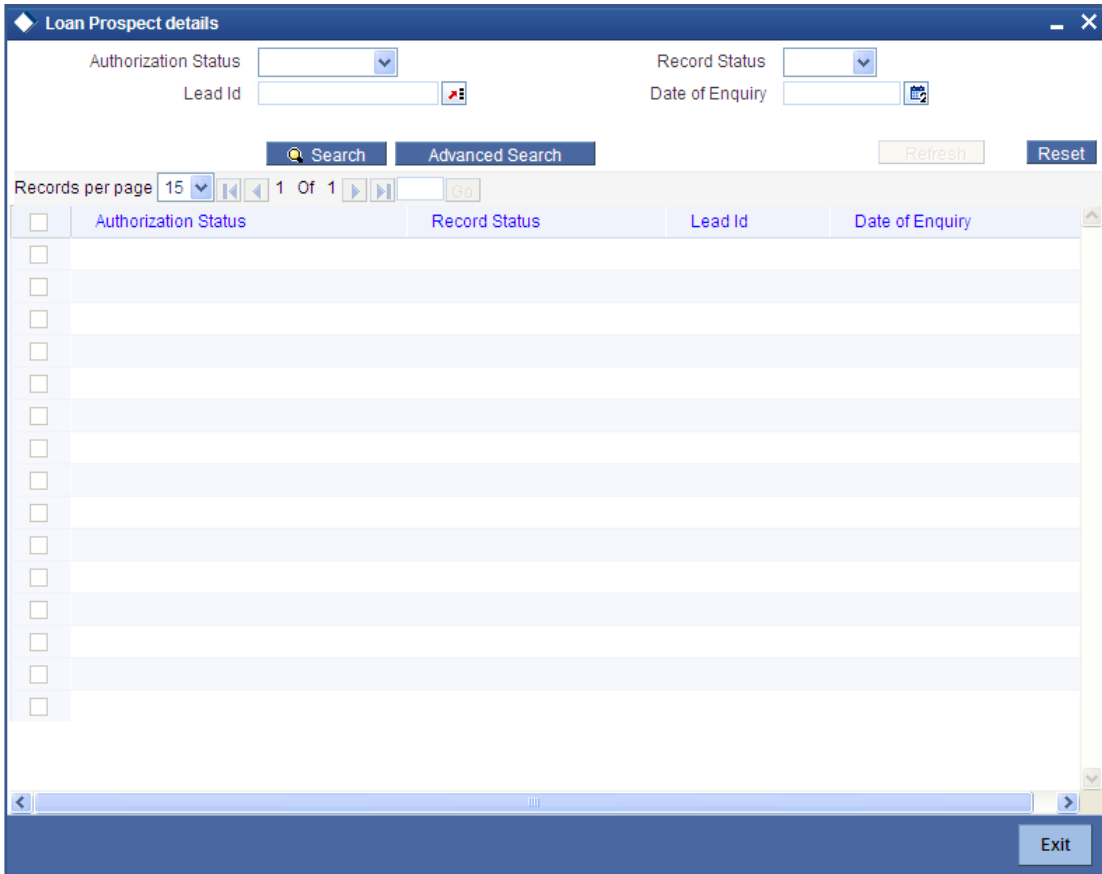 Loan Prospect details
Authorization Status Record Status
Lead Id Date of Enquiry
Search Advanced Search Refresh Reset
Records per page 15 1 Of 1 Go
Authorization Status Record Status Lead Id Date of Enquiry
Exit